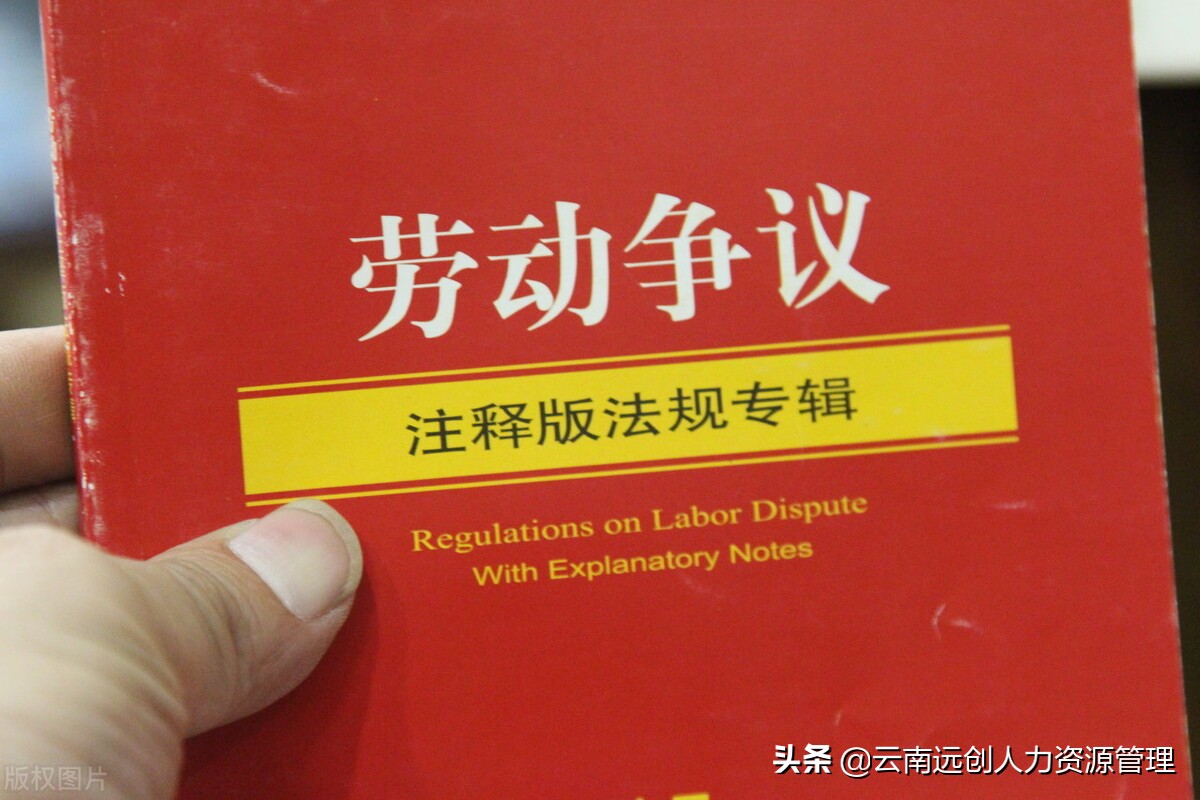 劳动争议
注释版法规专辑
Regulations on Labor Dispute
With Explanatory Notes
头条 @云南远创人力资源管理
版权图片